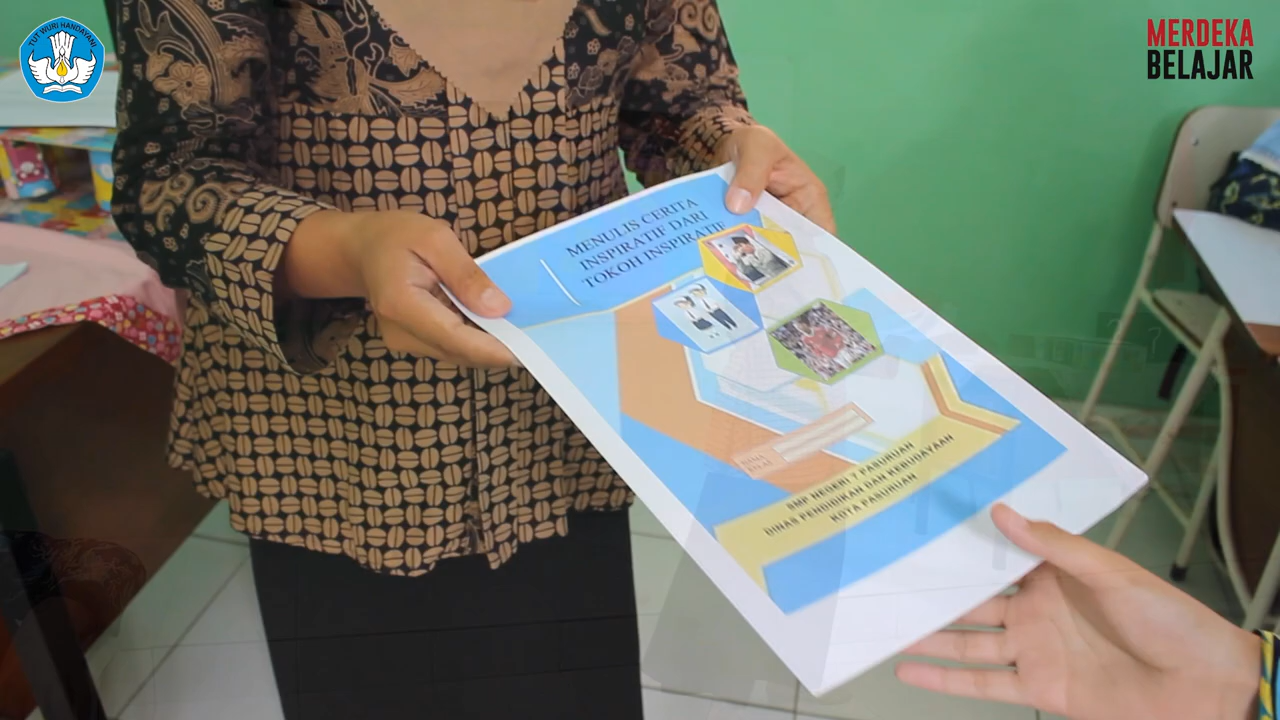 TUT WURI HANDAYANI
MERDEKA
BELAJAR
MENULIS CERITA
INSPIRATIF DARI
TOKOH INSPIRATIF
SMP NEGERI 7 PASURUAN
DINAS PENDIDIKAN DAN KEBUDAYAAN
KOTA PASURUAN